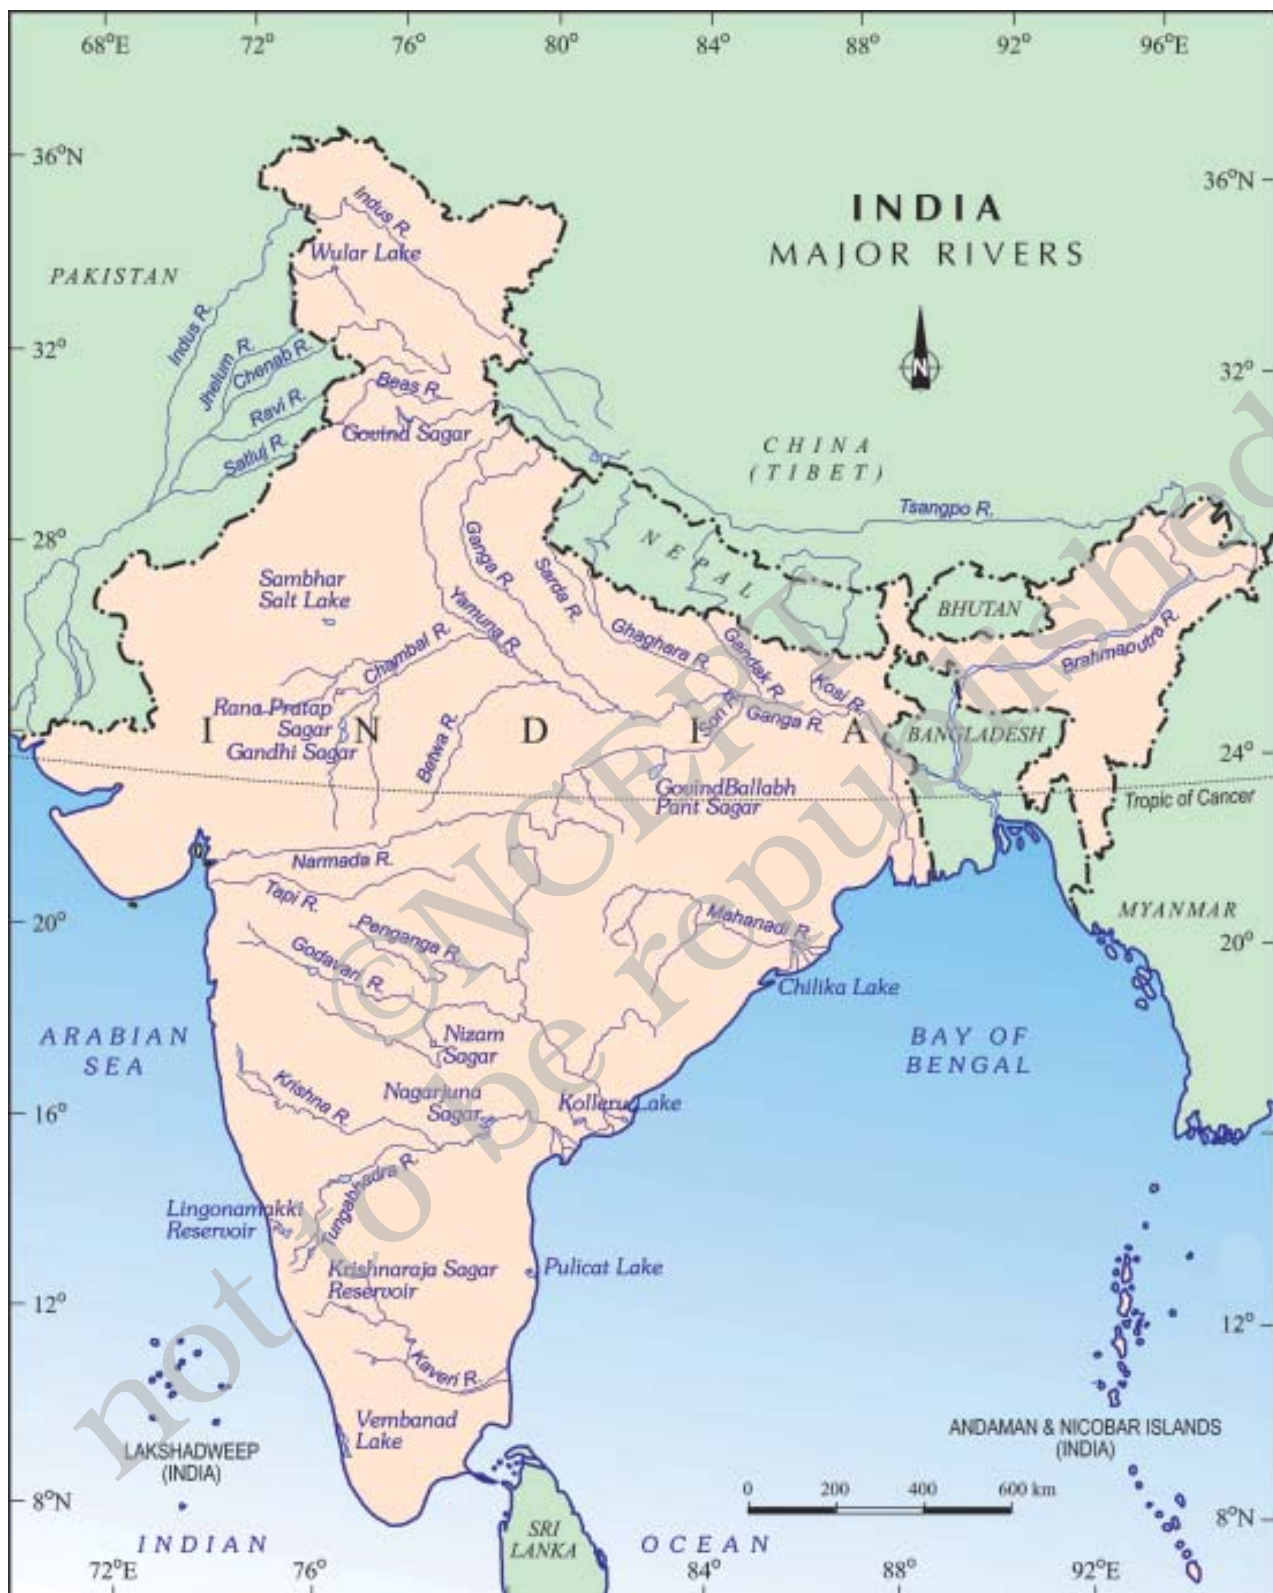 68°E 72° 76° 80° 84° 88° 92° 96°E
36°N
36°N
INDIA
MAJOR RIVERS
Indus R.
Wular Lake
PAKISTAN
Indus R.
32°
N
32°
Jhelum R.
Chenab R.
Beas R.
Ravi R.
Govind Sagar
Satluj R.
CHINA
(TIBET)
Tsangpo R.
28°
28°
NEPAL
Ganga R.
Sarda R.
Sambhar
Salt Lake
BHUTAN
Yamuna R.
Ghaghara R.
Gandak R.
Brahmaputra R.
Chambal R.
Kosi R.
Rana Pratap
Sagar
Gandhi Sagar
Son R.
Ganga R.
INDIA
BANGLADESH
Betwa R.
24°
GovindBallabh
Pant Sagar
Tropic of Cancer
Narmada R.
Tapi R.
Mahanadi R.
MYANMAR
20°
20°
Penganga R.
Godavari R.
Chilika Lake
ARABIAN
SEA
Nizam
Sagar
BAY OF
BENGAL
Krishna R.
Nagarjuna
Sagar
Kolleru Lake
16°
Tungabhadra R.
Lingonamakki
Reservoir
Krishnaraja Sagar
Reservoir
Pulicat Lake
12°
12°
Kaveri R.
Vembanad
Lake
LAKSHADWEEP
(INDIA)
ANDAMAN & NICOBAR ISLANDS
(INDIA)
0 200 400 600 km
8°N
8°N
INDIAN OCEAN
SRI
LANKA
72°E 76° 84° 88° 92°E
©NCERT
not to be republished